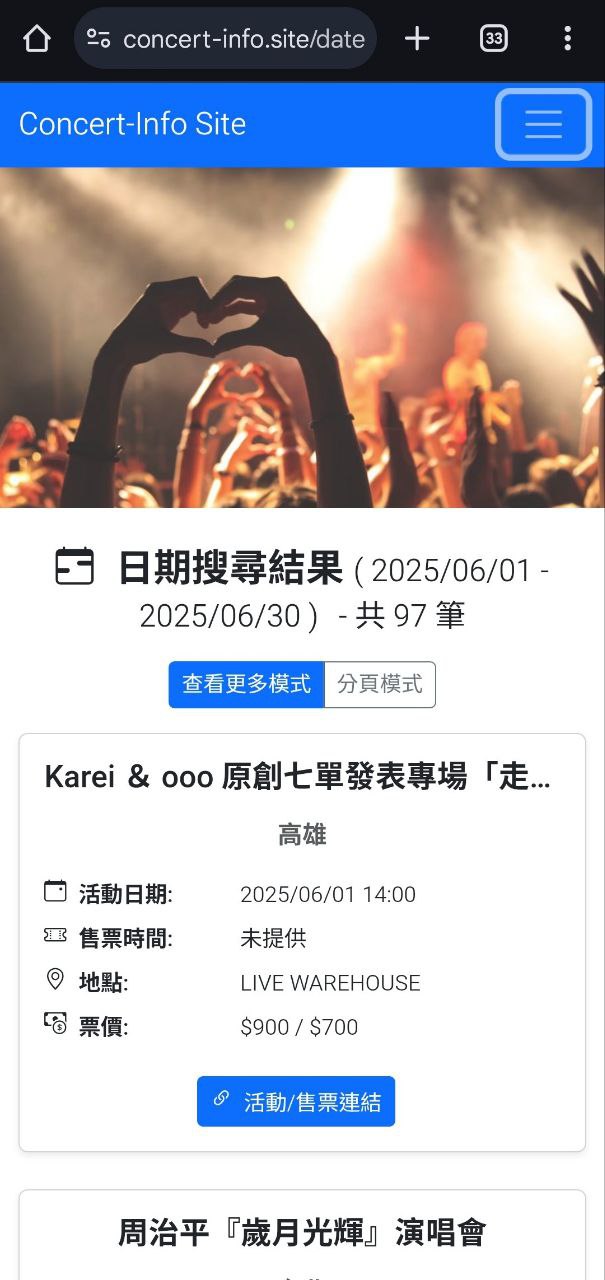 concert-info.site/date
33
Concert-Info Site
日期搜尋結果 ( 2025/06/01 -
2025/06/30 ) - 共 97 筆
查看更多模式 分頁模式
Karei & ooo 原創七單發表專場「走...
高雄
活動日期: 2025/06/01 14:00
售票時間: 未提供
地點: LIVE WAREHOUSE
票價: $900 / $700
活動/售票連結
周治平『歲月光輝』演唱會